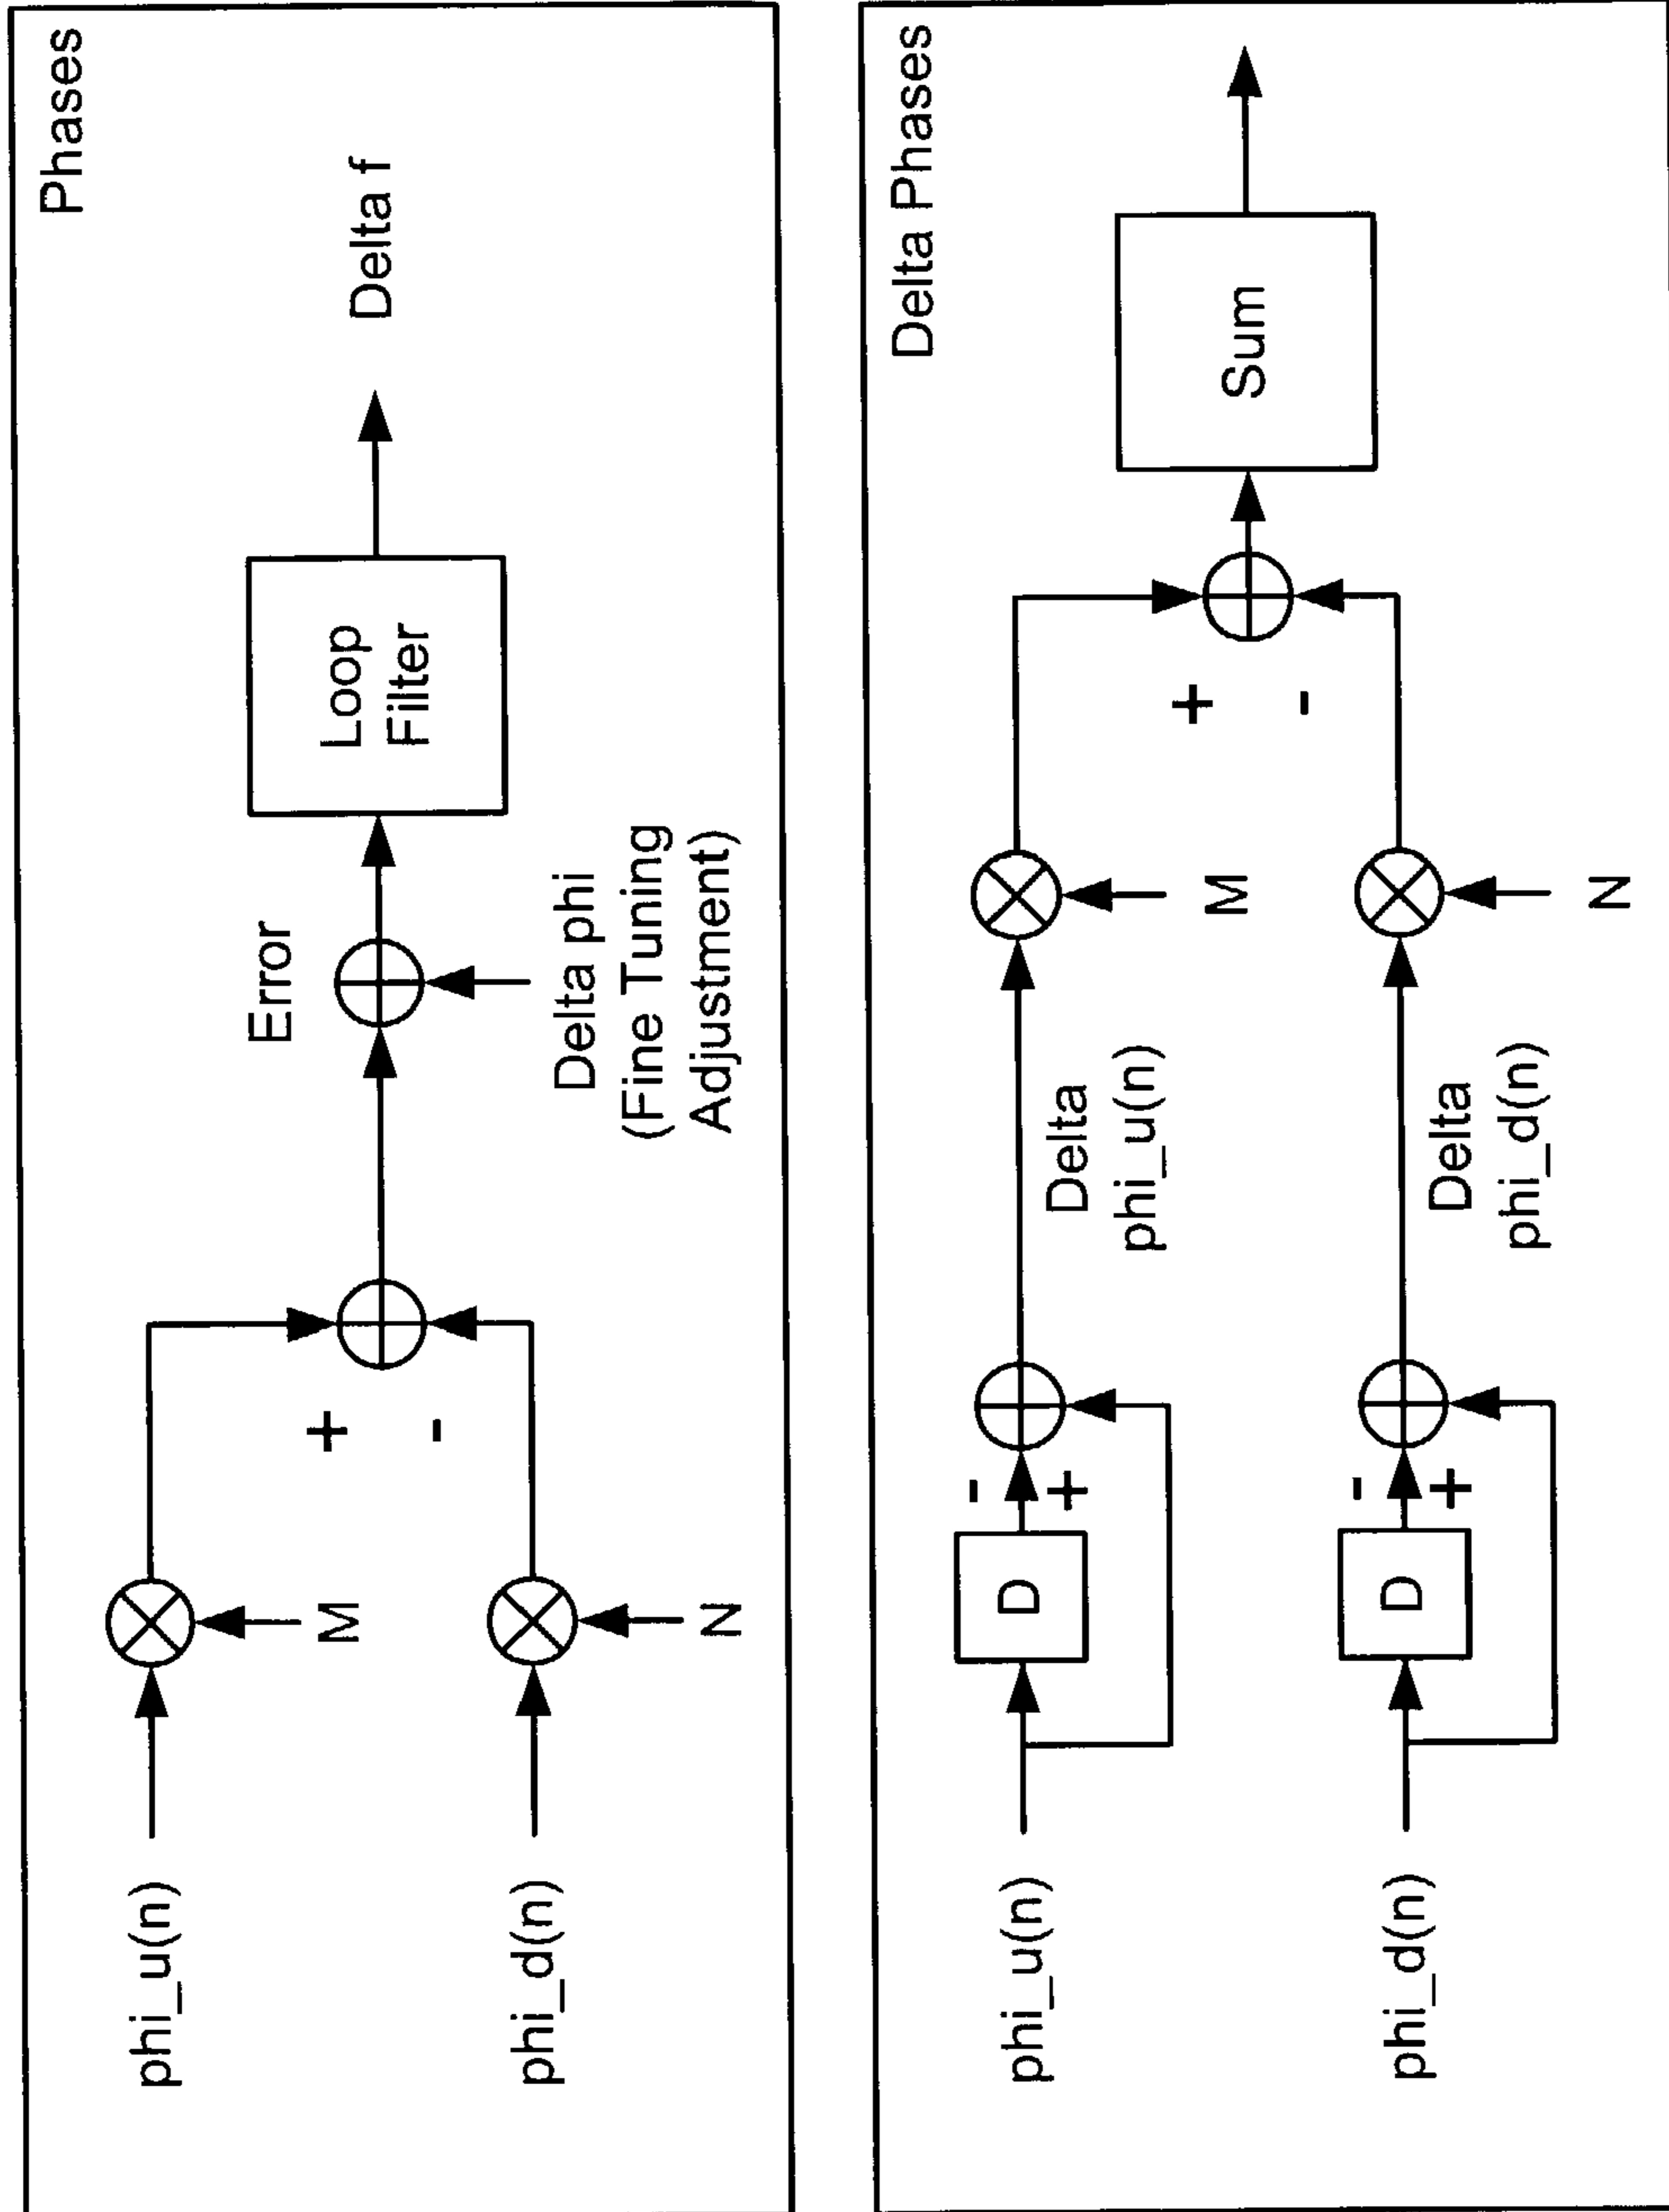 Phases
phi_u(n)
M
phi_d(n)
N
+
-
Error
Delta phi
(Fine Tuning
Adjustment)
Loop
Filter
Delta f
Delta Phases
phi_u(n)
D
-
+
Delta
phi_u(n)
M
phi_d(n)
D
-
+
Delta
phi_d(n)
N
+
-
Sum